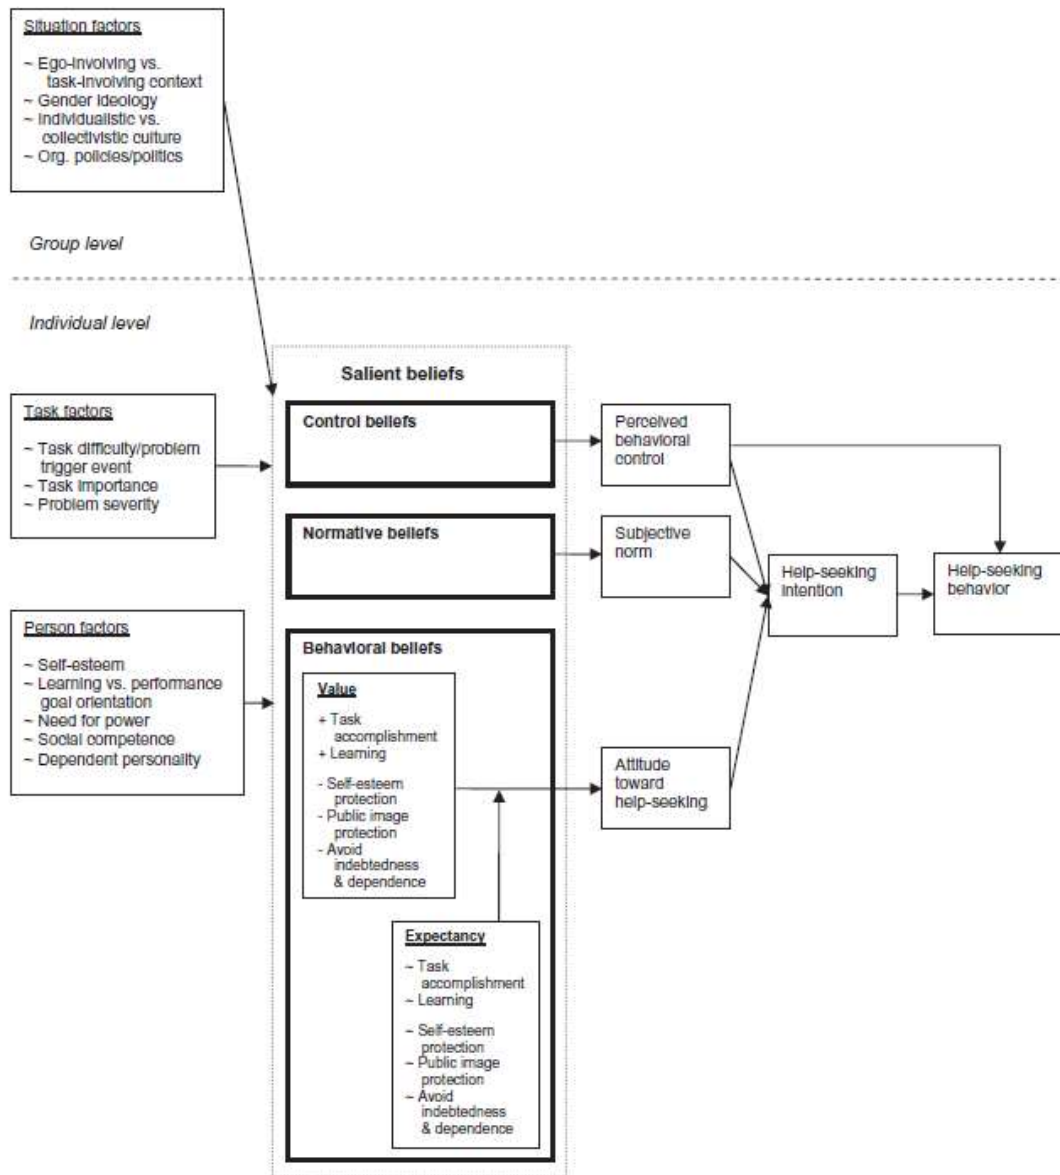 Situation factors
~ Ego-involving vs.
task-involving context
~ Gender ideology
~ Individualistic vs.
collectivistic culture
~ Org. policies/politics
Group level
Individual level
Salient beliefs
Task factors
~ Task difficulty/problem
trigger event
~ Task importance
~ Problem severity
Control beliefs
Perceived
behavioral
control
Normative beliefs
Subjective
norm
Help-seeking
intention
Help-seeking
behavior
Person factors
~ Self-esteem
~ Learning vs. performance
goal orientation
~ Need for power
~ Social competence
~ Dependent personality
Behavioral beliefs
Value
+ Task
accomplishment
+ Learning
- Self-esteem
protection
- Public image
protection
- Avoid
indebtedness
& dependence
Attitude
toward
help-seeking
Expectancy
~ Task
accomplishment
~ Learning
~ Self-esteem
protection
~ Public image
protection
~ Avoid
indebtedness
& dependence